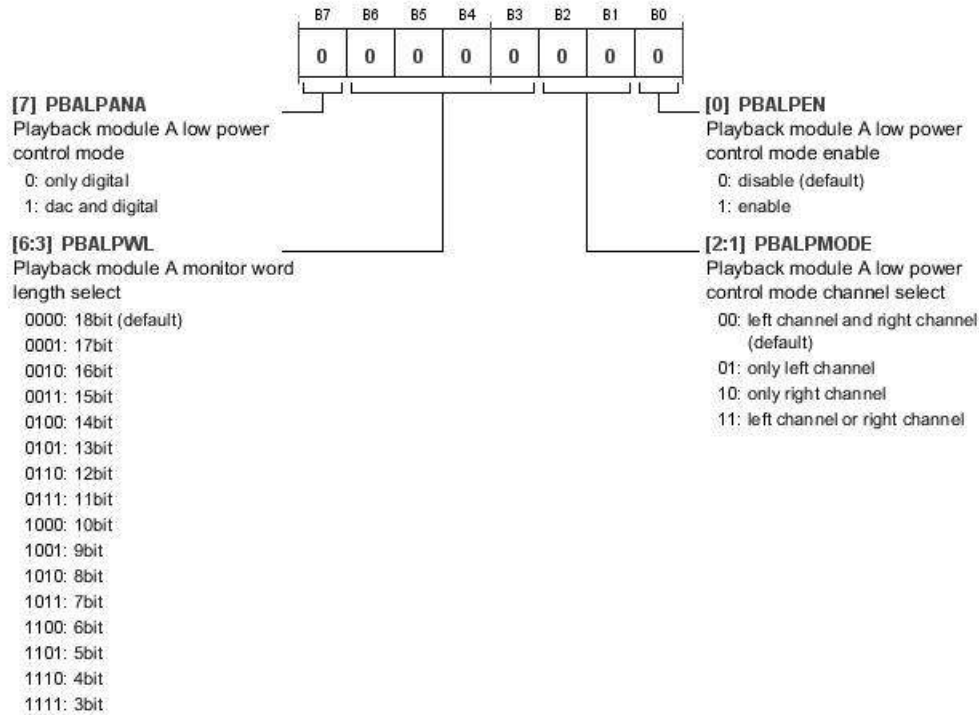 B7 B6 B5 B4 B3 B2 B1 B0
0 0 0 0 0 0 0 0
[7] PBALPANA
Playback module A low power
control mode
0: only digital
1: dac and digital
[6:3] PBALPWL
Playback module A monitor word
length select
0000: 18bit (default)
0001: 17bit
0010: 16bit
0011: 15bit
0100: 14bit
0101: 13bit
0110: 12bit
0111: 11bit
1000: 10bit
1001: 9bit
1010: 8bit
1011: 7bit
1100: 6bit
1101: 5bit
1110: 4bit
1111: 3bit
[0] PBALPEN
Playback module A low power
control mode enable
0: disable (default)
1: enable
[2:1] PBALPMODE
Playback module A low power
control mode channel select
00: left channel and right channel
(default)
01: only left channel
10: only right channel
11: left channel or right channel